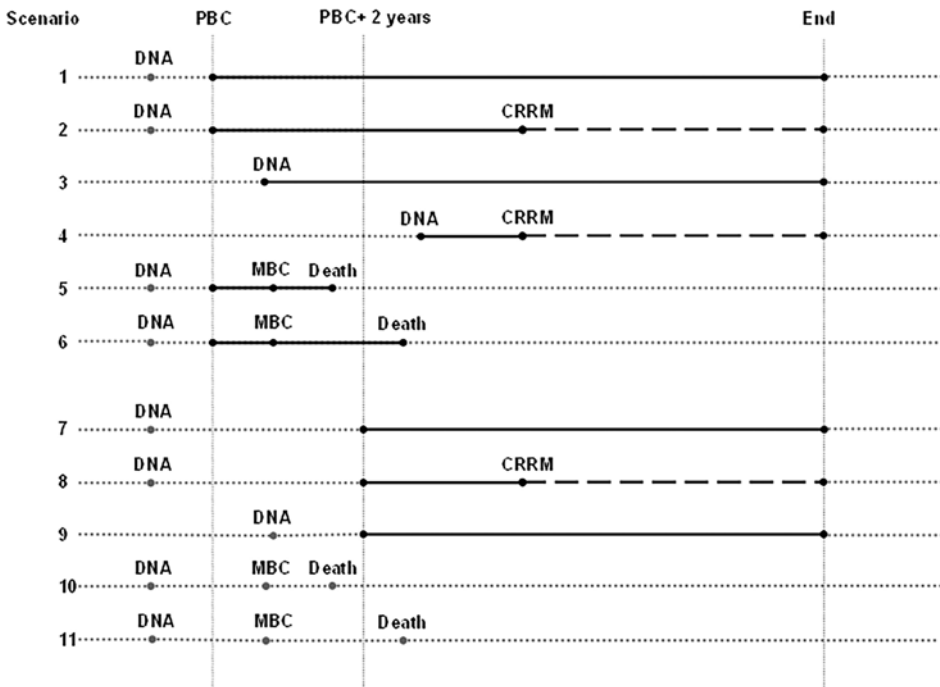 Scenario PBC PBC+ 2 years End
DNA
1
DNA CRRM
2
DNA
3
DNA CRRM
4
DNA MBC Death
5
DNA MBC Death
6
DNA
7
DNA CRRM
8
DNA
9
DNA MBC Death
10
DNA MBC Death
11